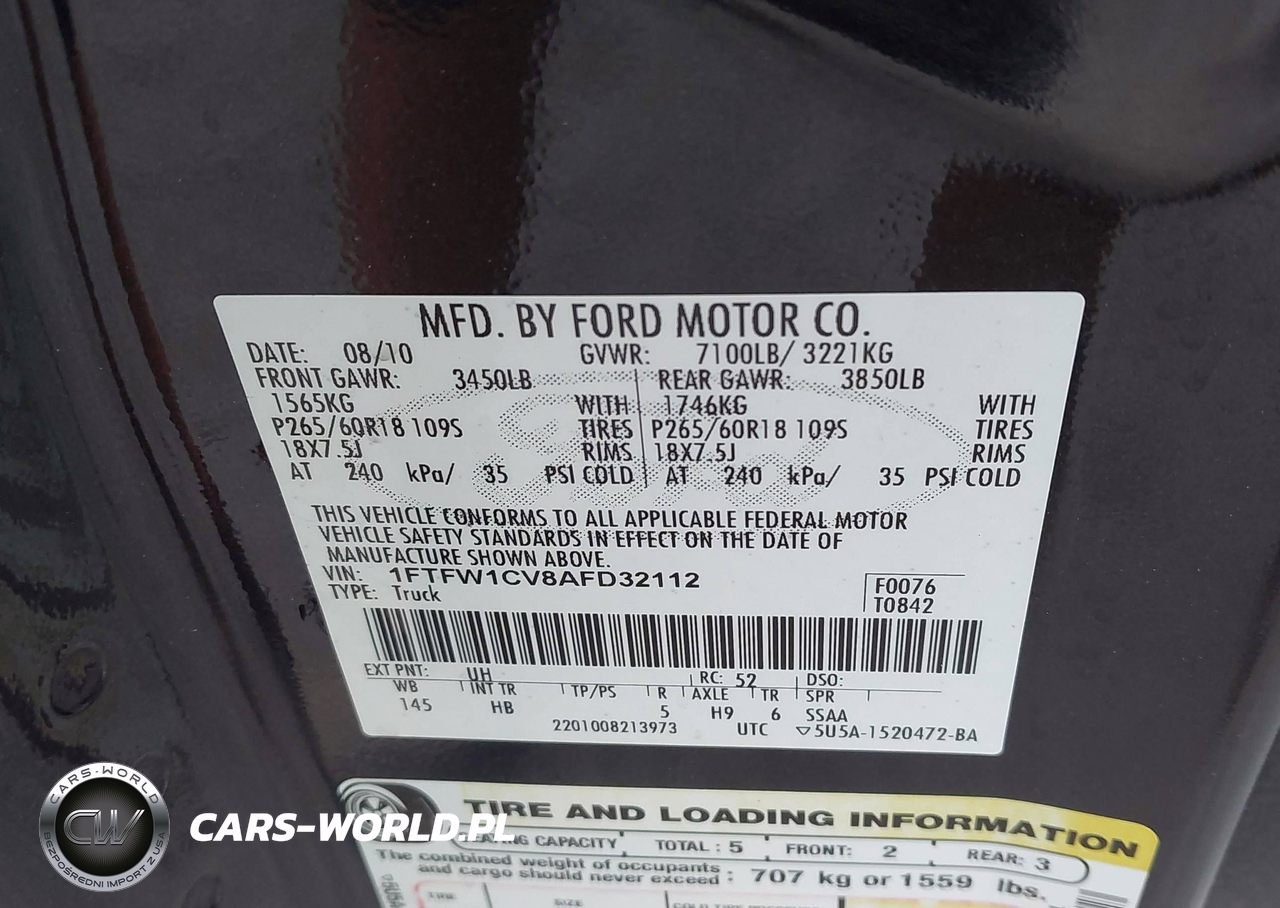 MFD. BY FORD MOTOR CO.
DATE: 08/10 GVWR: 7100LB/ 3221KG
FRONT GAWR: 3450LB REAR GAWR: 3850LB
1565KG WITH 1746KG WITH
P265/60R18 109S TIRES P265/60R18 109S TIRES
18X7.5J RIMS 18X7.5J RIMS
AT 240 kPa/ 35 PSI COLD AT 240 kPa/ 35 PSI COLD
THIS VEHICLE CONFORMS TO ALL APPLICABLE FEDERAL MOTOR
VEHICLE SAFETY STANDARDS IN EFFECT ON THE DATE OF
MANUFACTURE SHOWN ABOVE.
VIN: 1FTFW1CV8AFD32112
F0076
TYPE: Truck
T0842
EXT PNT: UH RC: 52 DSO:
WB INT TR TP/PS R AXLE TR SPR
145 HB 5 H9 6 SSAA
2201008213973 UTC ▽5U5A-1520472-BA
TIRE AND LOADING INFORMATION
SEATING CAPACITY TOTAL : 5 FRONT: 2 REAR: 3
The combined weight of occupants
and cargo should never exceed : 707 kg or 1559 lbs.
CARS-WORLD
CW
BEZPOŚREDNI IMPORT Z USA
CARS-WORLD.PL